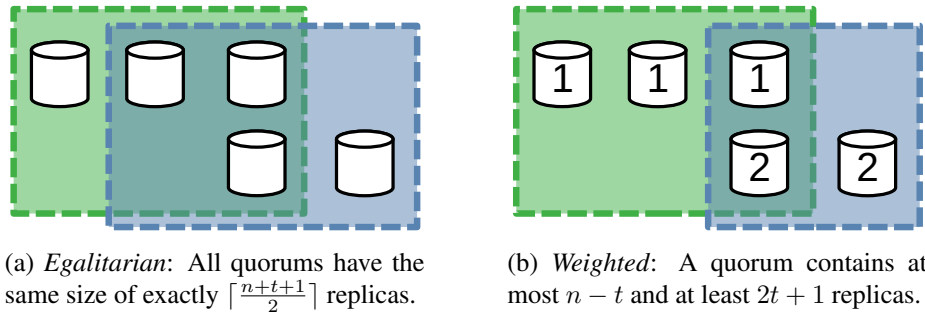 1 1 1
2 2
(a) Egalitarian: All quorums have the
same size of exactly ⌈n+t+1/2⌉ replicas.
(b) Weighted: A quorum contains at
most n − t and at least 2t + 1 replicas.